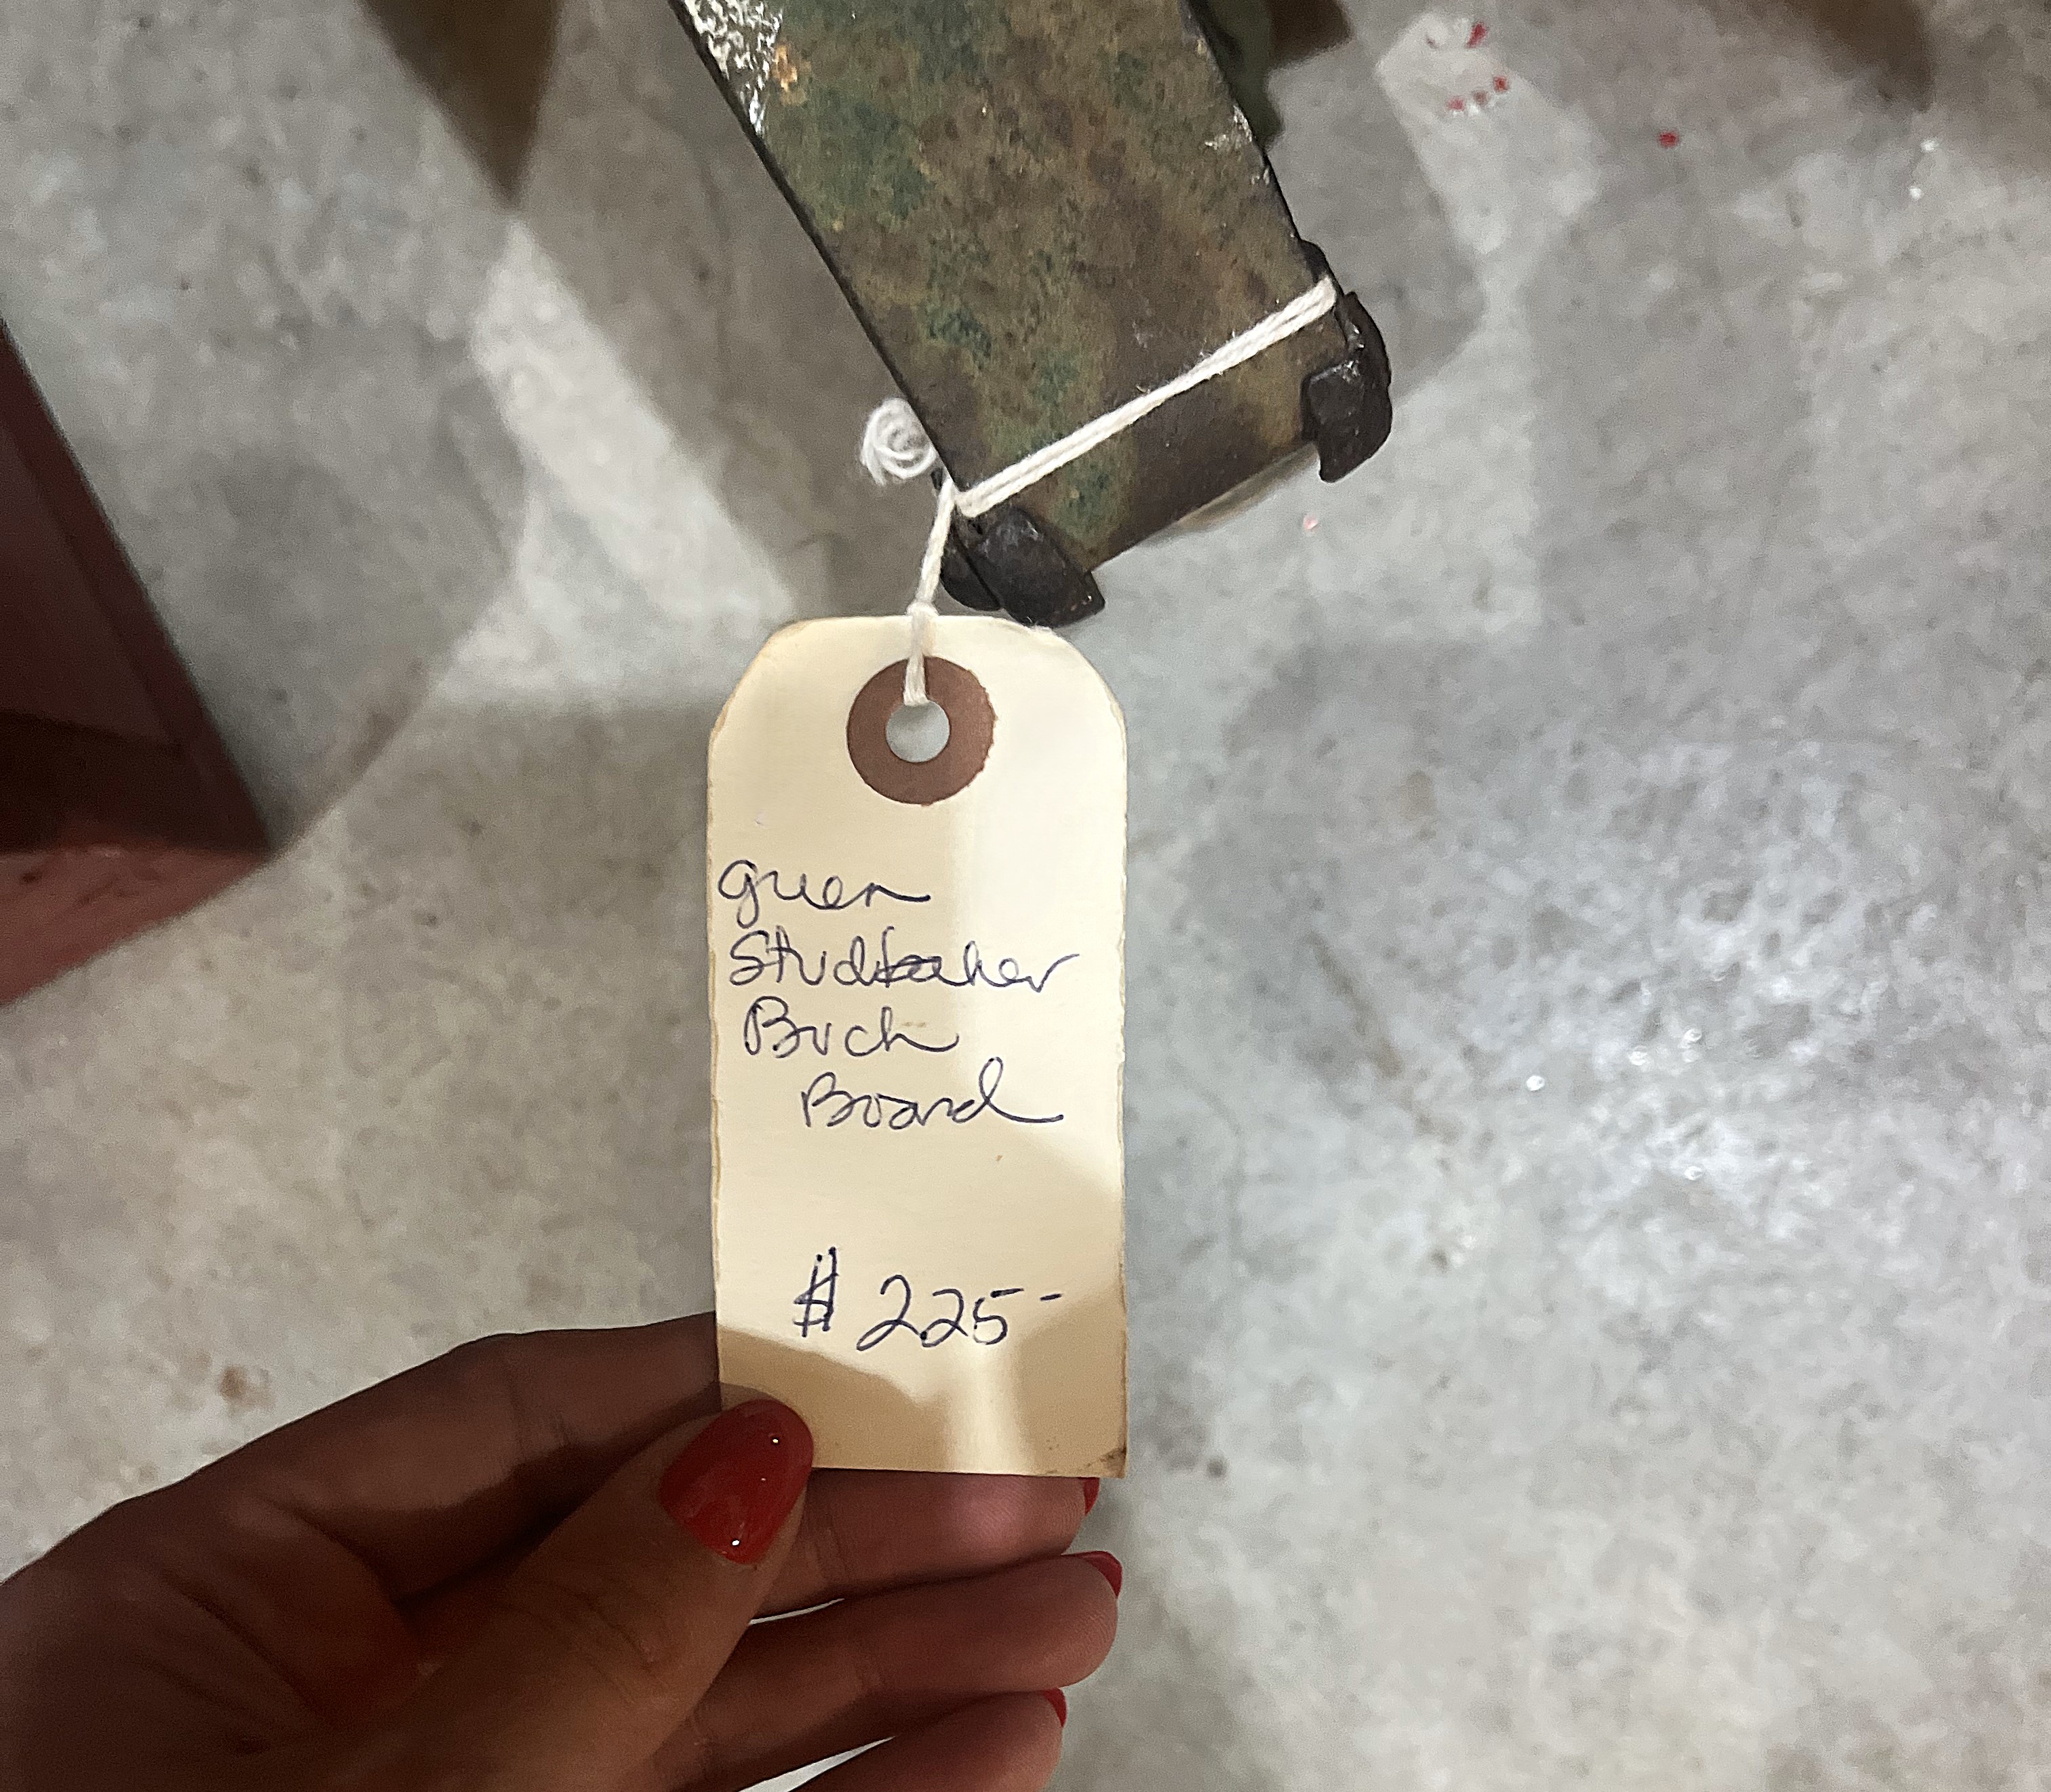 green
Studebaker
Buck
Board
$225-